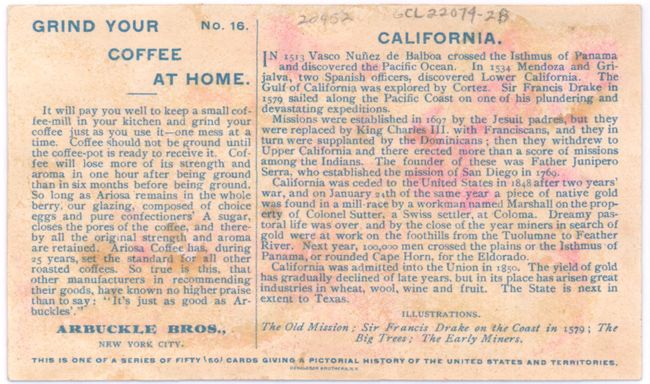 20452
GCL22079-28
GRIND YOUR No. 16.
COFFEE
AT HOME.
It will pay you well to keep a small cof-
fee-mill in your kitchen and grind your
coffee just as you use it—one mess at a
time. Coffee should not be ground until
the coffee-pot is ready to receive it. Cof-
fee will lose more of its strength and
aroma in one hour after being ground
than in six months before being ground.
So long as Ariosa remains in the whole
berry, our glazing, composed of choice
eggs and pure confectioners' A sugar,
closes the pores of the coffee, and there-
by all the original strength and aroma
are retained. Ariosa Coffee has, during
25 years, set the standard for all other
roasted coffees. So true is this, that
other manufacturers in recommending
their goods, have known no higher praise
than to say: "It's just as good as Ar-
buckles'."
ARBUCKLE BROS.,
NEW YORK CITY.
CALIFORNIA.
IN 1513 Vasco Nuñez de Balboa crossed the Isthmus of Panama
and discovered the Pacific Ocean. In 1534 Mendoza and Gri-
jalva, two Spanish officers, discovered Lower California. The
Gulf of California was explored by Cortez. Sir Francis Drake in
1579 sailed along the Pacific Coast on one of his plundering and
devastating expeditions.
Missions were established in 1697 by the Jesuit padres, but they
were replaced by King Charles III. with Franciscans, and they in
turn were supplanted by the Dominicans; then they withdrew to
Upper California and there erected more than a score of missions
among the Indians. The founder of these was Father Junipero
Serra, who established the mission of San Diego in 1769.
California was ceded to the United States in 1848 after two years'
war, and on January 24th of the same year a piece of native gold
was found in a mill-race by a workman named Marshall on the prop-
erty of Colonel Sutter, a Swiss settler, at Coloma. Dreamy pas-
toral life was over, and by the close of the year miners in search of
gold were at work on the foothills from the Tuolumne to Feather
River. Next year, 100,000 men crossed the plains or the Isthmus of
Panama, or rounded Cape Horn, for the Eldorado.
California was admitted into the Union in 1850. The yield of gold
has gradually declined of late years, but in its place has arisen great
industries in wheat, wool, wine and fruit. The State is next in
extent to Texas.
ILLUSTRATIONS.
The Old Mission; Sir Francis Drake on the Coast in 1579; The
Big Trees; The Early Miners.
THIS IS ONE OF A SERIES OF FIFTY (50) CARDS GIVING A PICTORIAL HISTORY OF THE UNITED STATES AND TERRITORIES.
DONALDSON BROTHERS, N.Y.